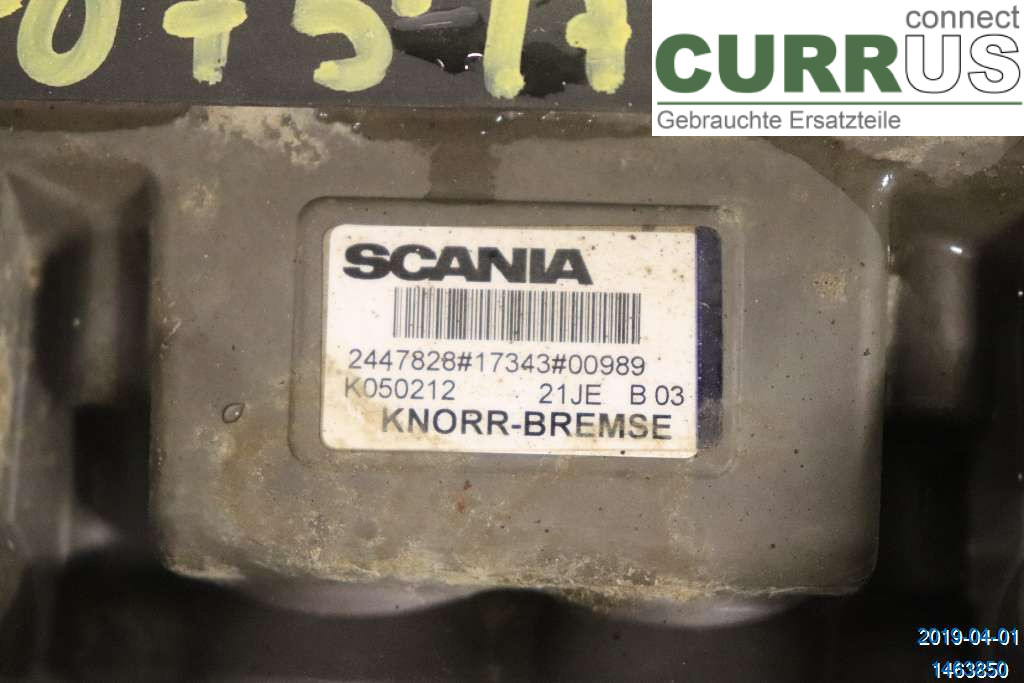 connect
CURRUS
Gebrauchte Ersatzteile
SCANIA
2447828#17343#00989
K050212 21JE B 03
KNORR-BREMSE
2019-04-01
1463850